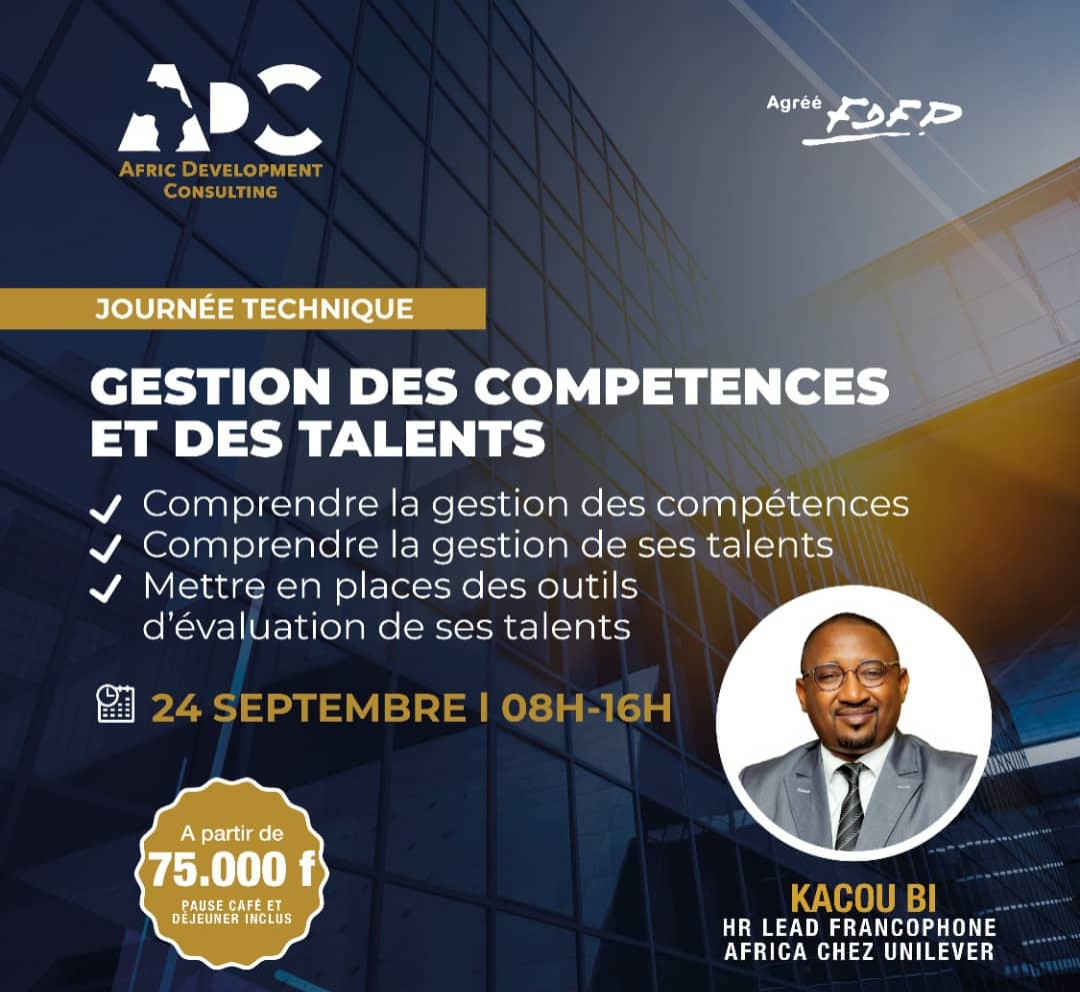 ADC
AFRIC DEVELOPMENT
CONSULTING
Agréé FDFP
JOURNÉE TECHNIQUE
GESTION DES COMPETENCES
ET DES TALENTS
Comprendre la gestion des compétences
Comprendre la gestion de ses talents
Mettre en places des outils
d'évaluation de ses talents
24 SEPTEMBRE | 08H-16H
A partir de
75.000 f
PAUSE CAFÉ ET
DÉJEUNER INCLUS
KACOU BI
HR LEAD FRANCOPHONE
AFRICA CHEZ UNILEVER